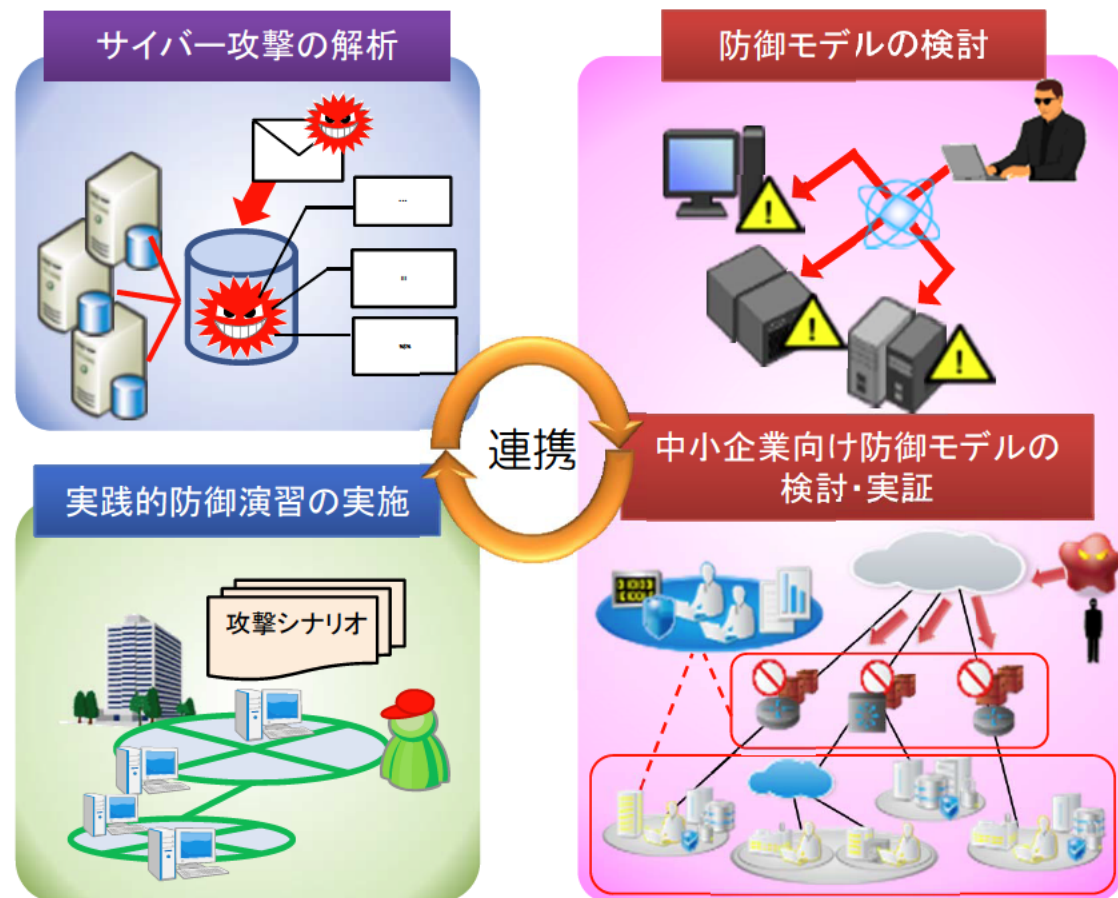 サイバー攻撃の解析
防御モデルの検討
連携
実践的防御演習の実施
中小企業向け防御モデルの
検討・実証
攻撃シナリオ